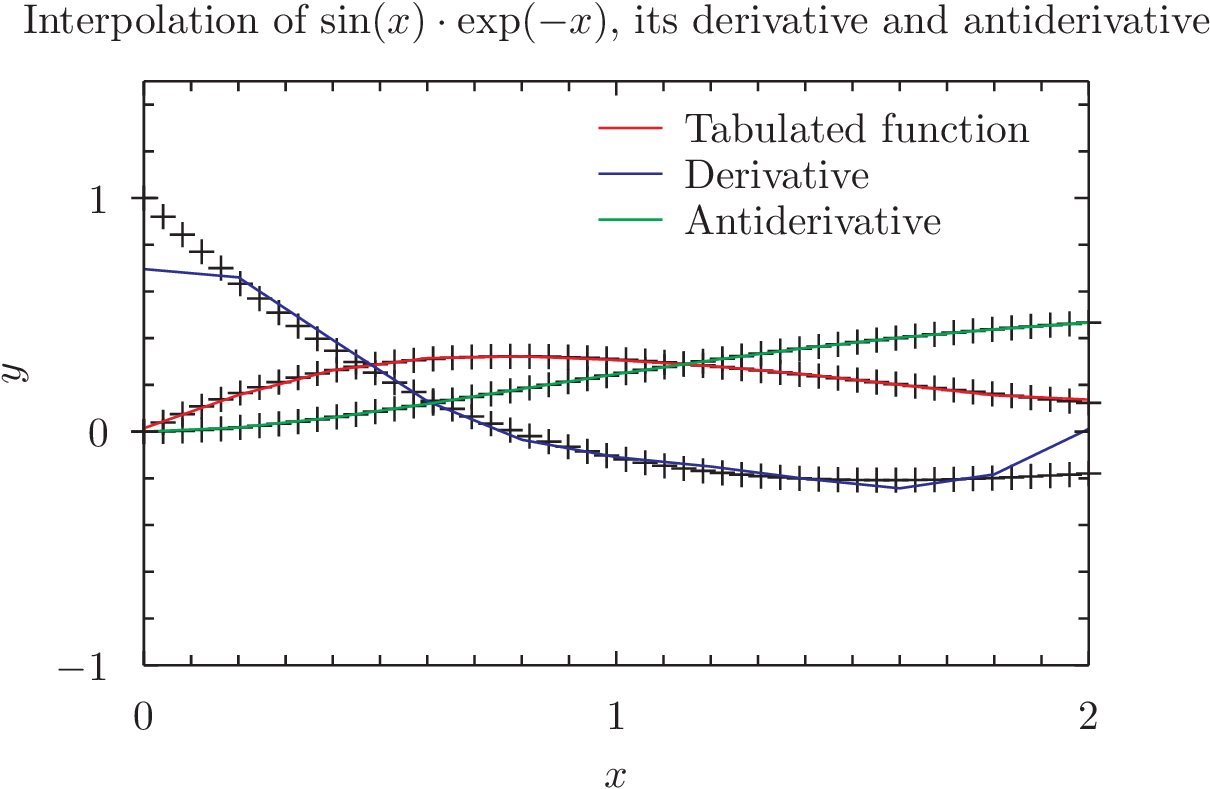 Interpolation of sin(x) · exp(−x), its derivative and antiderivative
Tabulated function
Derivative
Antiderivative
1
0
−1
y
0 1 2
x